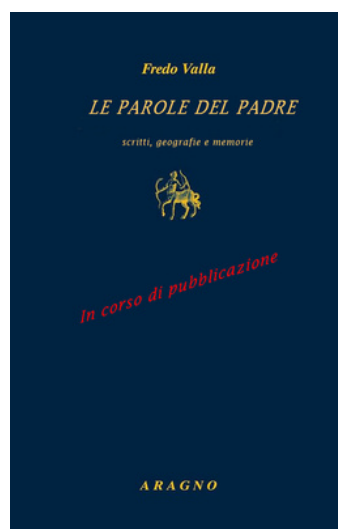 Fredo Valla
LE PAROLE DEL PADRE
scritti, geografie e memorie
In corso di pubblicazione
ARAGNO